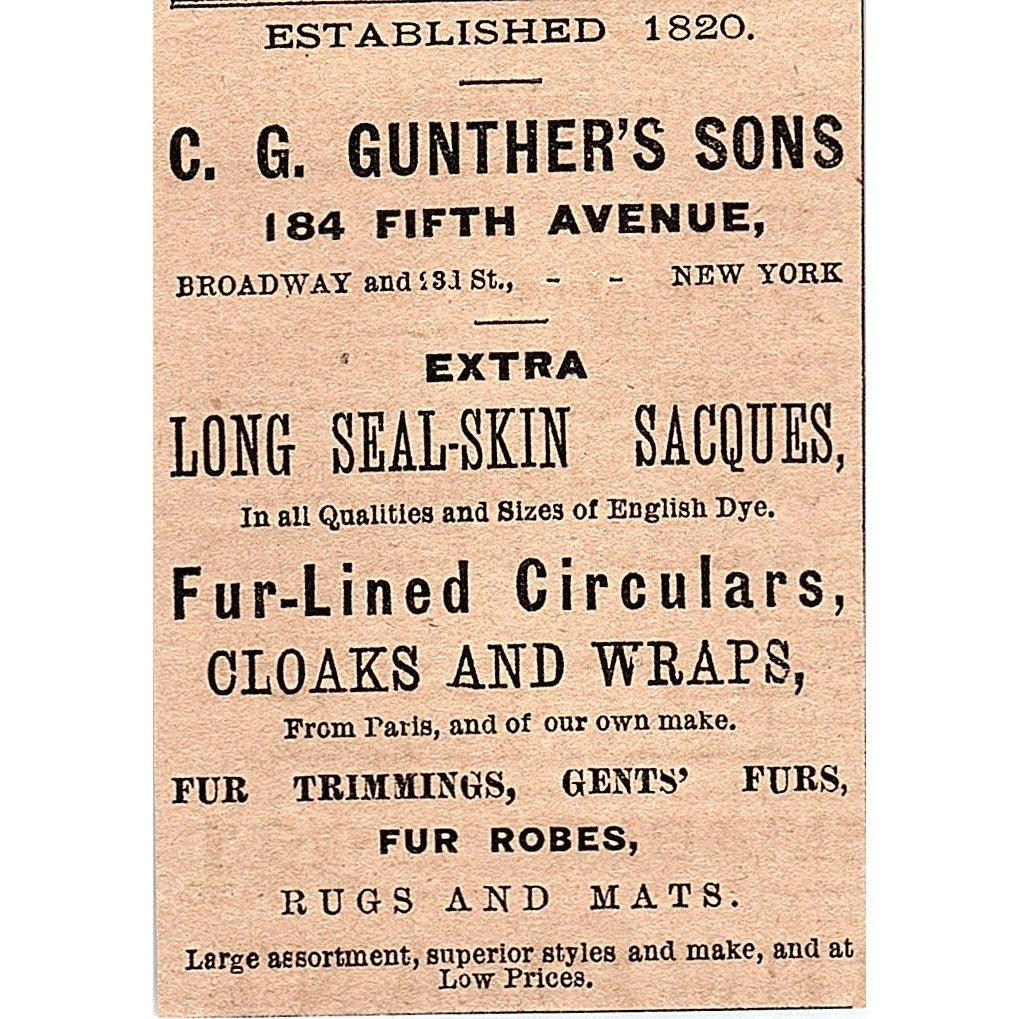 ESTABLISHED 1820.
C. G. GUNTHER'S SONS
184 FIFTH AVENUE,
BROADWAY and 23d St., - - NEW YORK
EXTRA
LONG SEAL-SKIN SACQUES,
In all Qualities and Sizes of English Dye.
Fur-Lined Circulars,
CLOAKS AND WRAPS,
From Paris, and of our own make.
FUR TRIMMINGS, GENTS' FURS,
FUR ROBES,
RUGS AND MATS.
Large assortment, superior styles and make, and at
Low Prices.